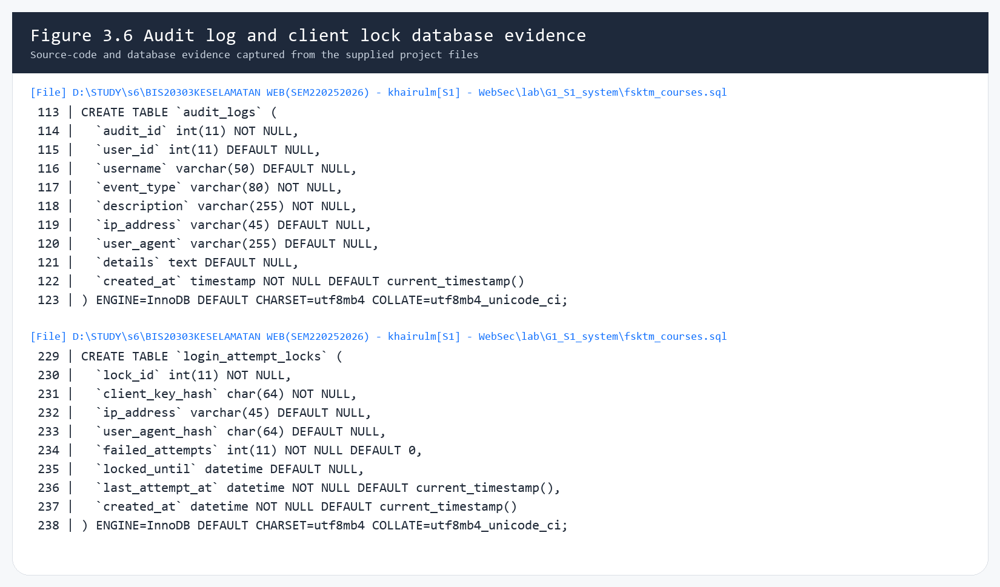 Figure 3.6 Audit log and client lock database evidence
Source-code and database evidence captured from the supplied project files
[File] D:\STUDY\s6\BIS20303KESELAMATAN WEB(SEM220252026) - khairulm[S1] - WebSec\lab\G1_S1_system\fsktm_courses.sql
113 | CREATE TABLE `audit_logs` (
114 |   `audit_id` int(11) NOT NULL,
115 |   `user_id` int(11) DEFAULT NULL,
116 |   `username` varchar(50) DEFAULT NULL,
117 |   `event_type` varchar(80) NOT NULL,
118 |   `description` varchar(255) NOT NULL,
119 |   `ip_address` varchar(45) DEFAULT NULL,
120 |   `user_agent` varchar(255) DEFAULT NULL,
121 |   `details` text DEFAULT NULL,
122 |   `created_at` timestamp NOT NULL DEFAULT current_timestamp()
123 | ) ENGINE=InnoDB DEFAULT CHARSET=utf8mb4 COLLATE=utf8mb4_unicode_ci;
[File] D:\STUDY\s6\BIS20303KESELAMATAN WEB(SEM220252026) - khairulm[S1] - WebSec\lab\G1_S1_system\fsktm_courses.sql
229 | CREATE TABLE `login_attempt_locks` (
230 |   `lock_id` int(11) NOT NULL,
231 |   `client_key_hash` char(64) NOT NULL,
232 |   `ip_address` varchar(45) DEFAULT NULL,
233 |   `user_agent_hash` char(64) DEFAULT NULL,
234 |   `failed_attempts` int(11) NOT NULL DEFAULT 0,
235 |   `locked_until` datetime DEFAULT NULL,
236 |   `last_attempt_at` datetime NOT NULL DEFAULT current_timestamp(),
237 |   `created_at` datetime NOT NULL DEFAULT current_timestamp()
238 | ) ENGINE=InnoDB DEFAULT CHARSET=utf8mb4 COLLATE=utf8mb4_unicode_ci;